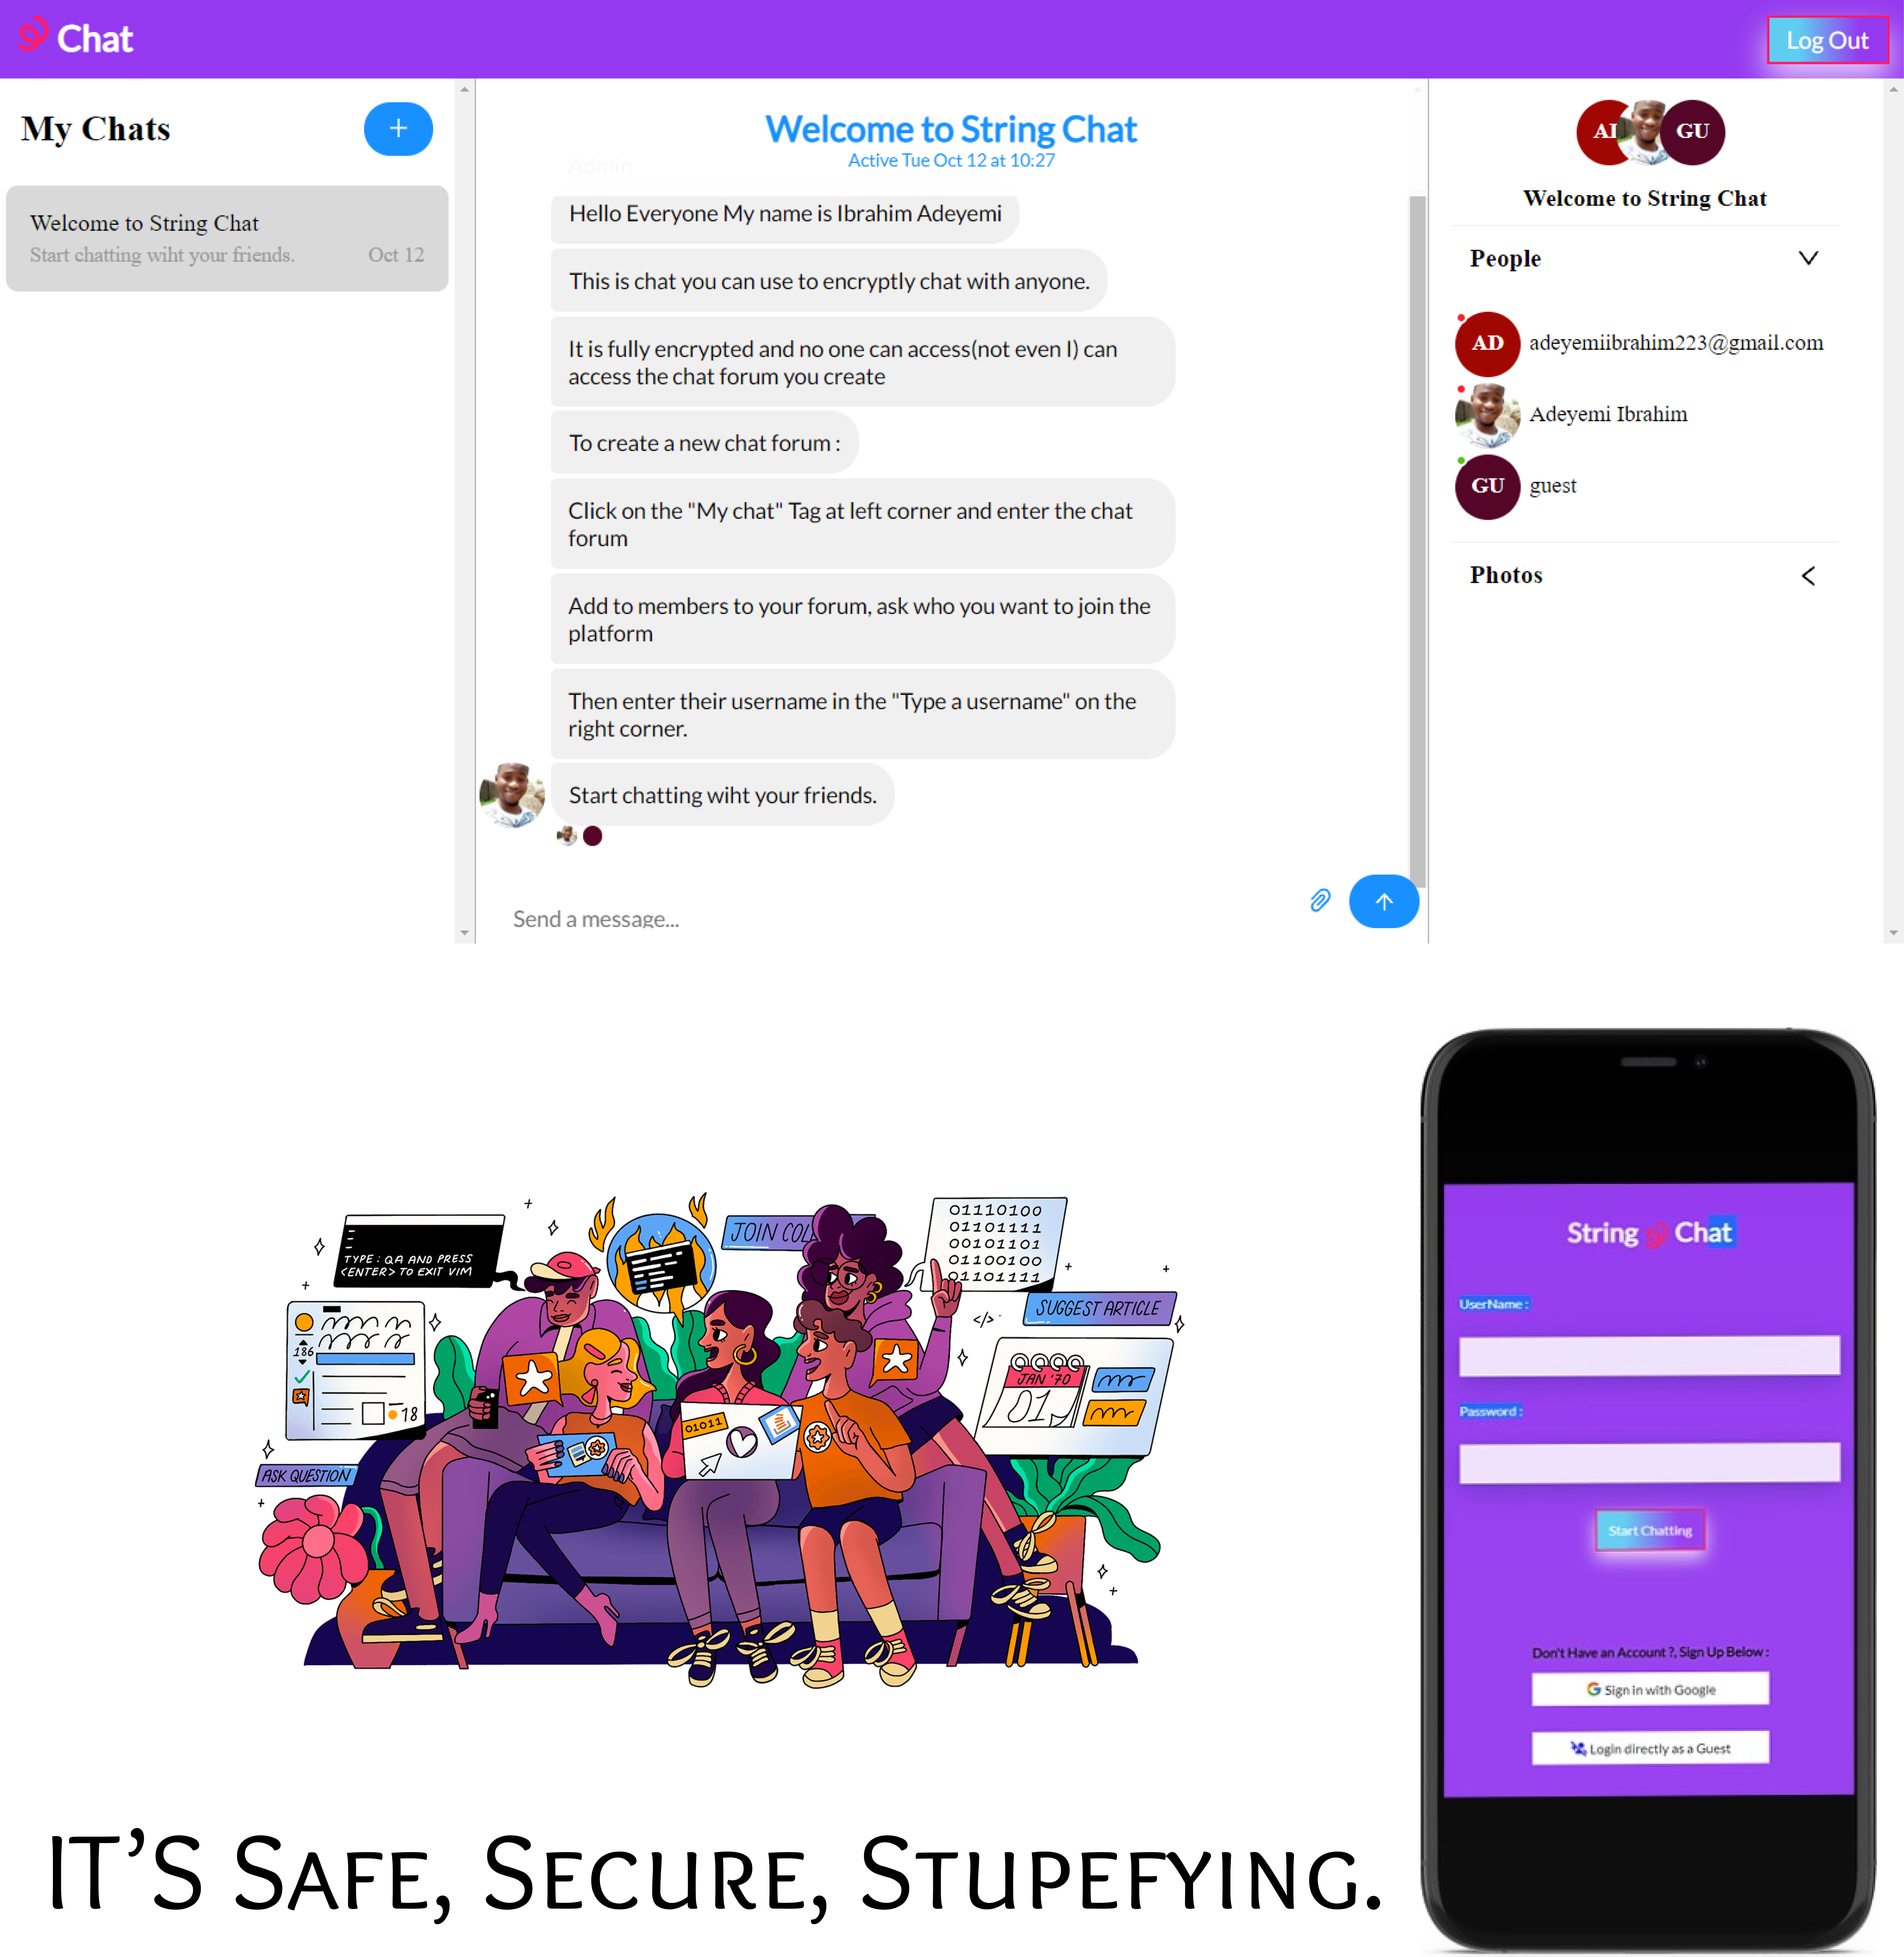 Chat
Log Out
My Chats
+
Welcome to String Chat
Start chatting wiht your friends.
Oct 12
Welcome to String Chat
Active Tue Oct 12 at 10:27
Admin
Hello Everyone My name is Ibrahim Adeyemi
This is chat you can use to encryptly chat with anyone.
It is fully encrypted and no one can access(not even I) can
access the chat forum you create
To create a new chat forum :
Click on the "My chat" Tag at left corner and enter the chat
forum
Add to members to your forum, ask who you want to join the
platform
Then enter their username in the "Type a username" on the
right corner.
Start chatting wiht your friends.
Send a message...
GU
Welcome to String Chat
People
AD
adeyemiibrahim223@gmail.com
Adeyemi Ibrahim
GU
guest
Photos
TYPE : QA AND PRESS
<ENTER> TO EXIT VIM
JOIN COL
01110100
01101111
00101101
01100100
01101111
SUGGEST ARTICLE
</>
186
18
JAN '70
01
01011
ASK QUESTION
String Chat
UserName :
Password :
Start Chatting
Don't Have an Account ?, Sign Up Below :
Sign in with Google
Login directly as a Guest
IT'S SAFE, SECURE, STUPEFYING.